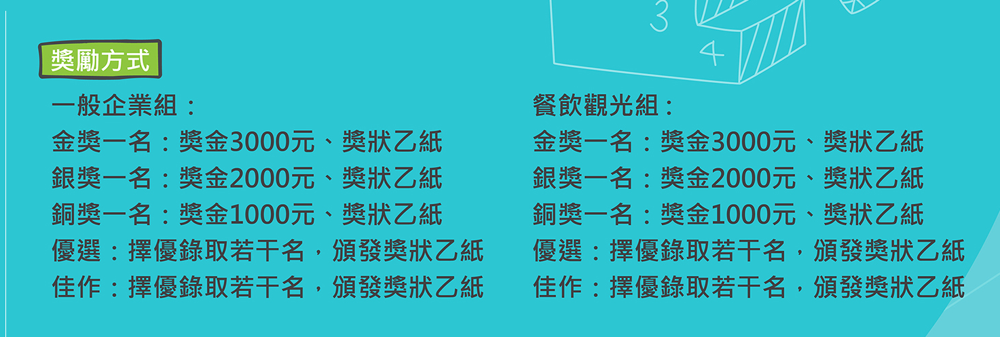 3
4
獎勵方式
一般企業組：
金獎一名：獎金3000元、獎狀乙紙
銀獎一名：獎金2000元、獎狀乙紙
銅獎一名：獎金1000元、獎狀乙紙
優選：擇優錄取若干名，頒發獎狀乙紙
佳作：擇優錄取若干名，頒發獎狀乙紙
餐飲觀光組：
金獎一名：獎金3000元、獎狀乙紙
銀獎一名：獎金2000元、獎狀乙紙
銅獎一名：獎金1000元、獎狀乙紙
優選：擇優錄取若干名，頒發獎狀乙紙
佳作：擇優錄取若干名，頒發獎狀乙紙